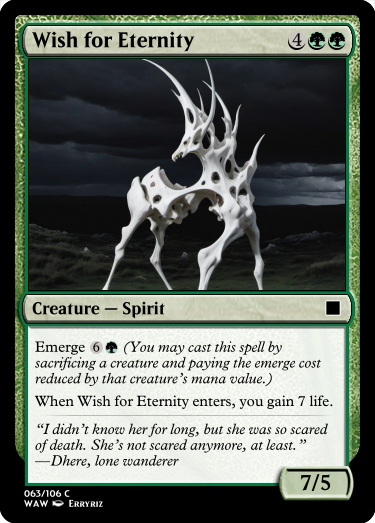 Wish for Eternity 4
Creature — Spirit
Emerge 6 (You may cast this spell by
sacrificing a creature and paying the emerge cost
reduced by that creature's mana value.)
When Wish for Eternity enters, you gain 7 life.
"I didn't know her for long, but she was so scared
of death. She's not scared anymore, at least."
—Dhere, lone wanderer
7/5
063/106 C
WAW Erryriz